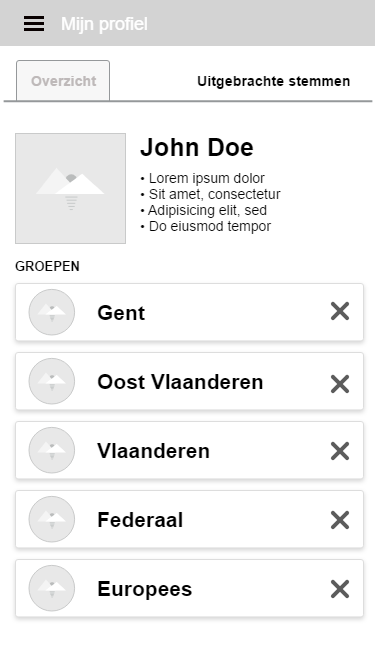 Mijn profiel
Overzicht
Uitgebrachte stemmen
John Doe
• Lorem ipsum dolor
• Sit amet, consectetur
• Adipisicing elit, sed
• Do eiusmod tempor
GROEPEN
Gent
Oost Vlaanderen
Vlaanderen
Federaal
Europees